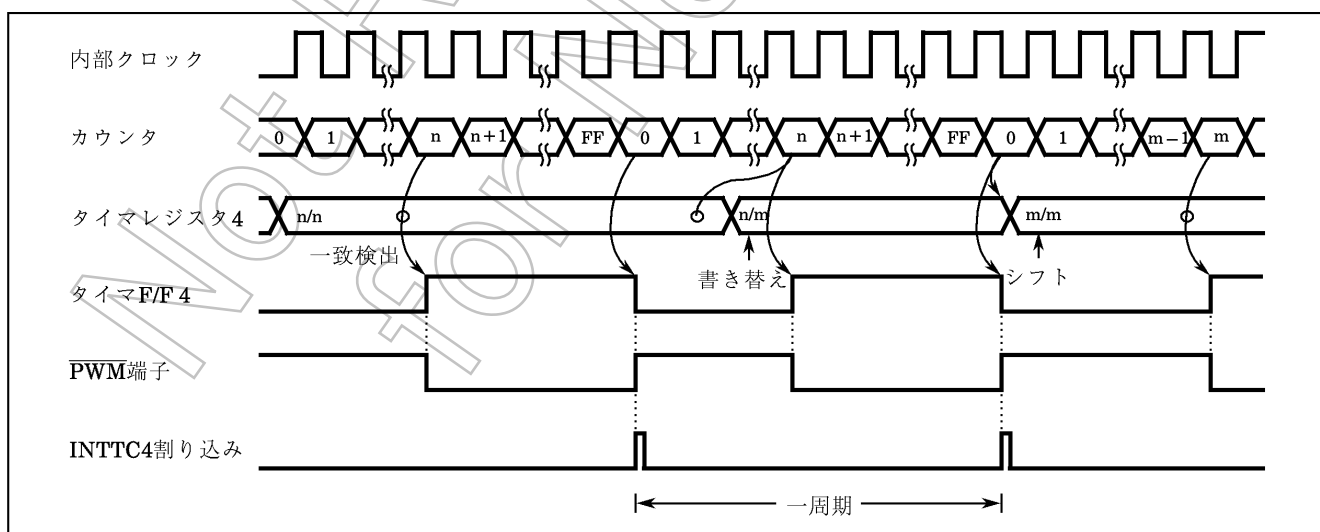 内部クロック
カウンタ 0 1 n n+1 FF 0 1 n n+1 FF 0 1 m−1 m
タイマレジスタ4 n/n n/m m/m
一致検出 書き替え シフト
タイマF/F 4
PWM端子
INTTC4割り込み
一周期
Not R
for N